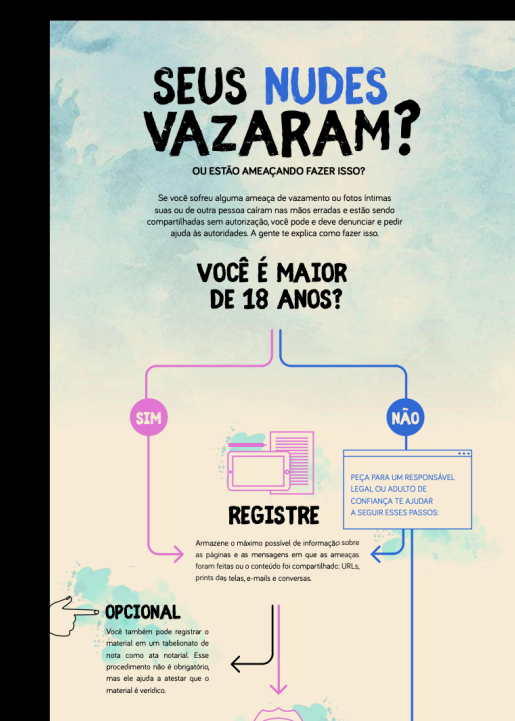 SEUS NUDES
VAZARAM?
OU ESTÃO AMEAÇANDO FAZER ISSO?
Se você sofreu alguma ameaça de vazamento ou fotos íntimas
suas ou de outra pessoa caíram nas mãos erradas e estão sendo
compartilhadas sem autorização, você pode e deve denunciar e pedir
ajuda às autoridades. A gente te explica como fazer isso.
VOCÊ É MAIOR
DE 18 ANOS?
SIM
NÃO
PEÇA PARA UM RESPONSÁVEL
LEGAL OU ADULTO DE
CONFIANÇA TE AJUDAR
A SEGUIR ESSES PASSOS:
REGISTRE
Armazene o máximo possível de informação sobre
as páginas e as mensagens em que as ameaças
foram feitas ou o conteúdo foi compartilhado: URLs,
prints das telas, e-mails e conversas.
OPCIONAL
Você também pode registrar o
material em um tabelionato de
nota como ata notarial. Esse
procedimento não é obrigatório,
mas ele ajuda a atestar que o
material é verídico.